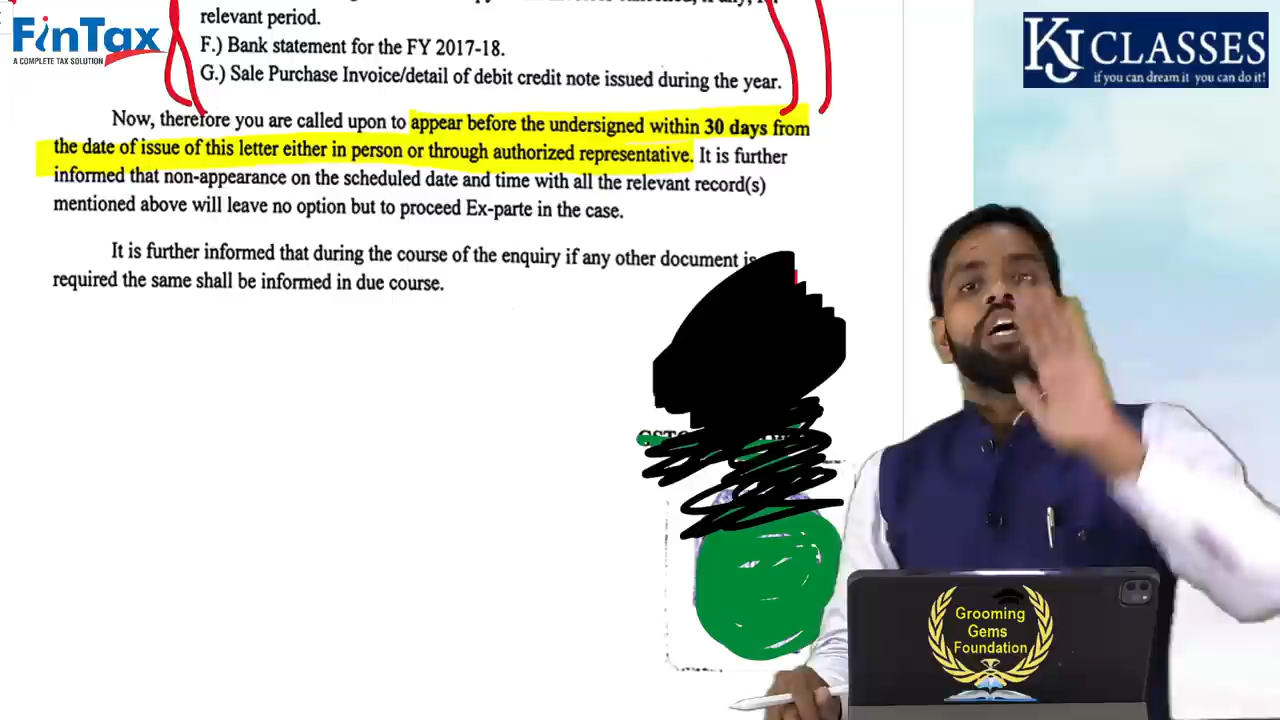 FinTax
A COMPLETE TAX SOLUTION
KJ CLASSES
if you can dream it you can do it!
relevant period.
F.) Bank statement for the FY 2017-18.
G.) Sale Purchase Invoice/detail of debit credit note issued during the year.
Now, therefore you are called upon to appear before the undersigned within 30 days from
the date of issue of this letter either in person or through authorized representative. It is further
informed that non-appearance on the scheduled date and time with all the relevant record(s)
mentioned above will leave no option but to proceed Ex-parte in the case.
It is further informed that during the course of the enquiry if any other document is
required the same shall be informed in due course.
Grooming
Gems
Foundation